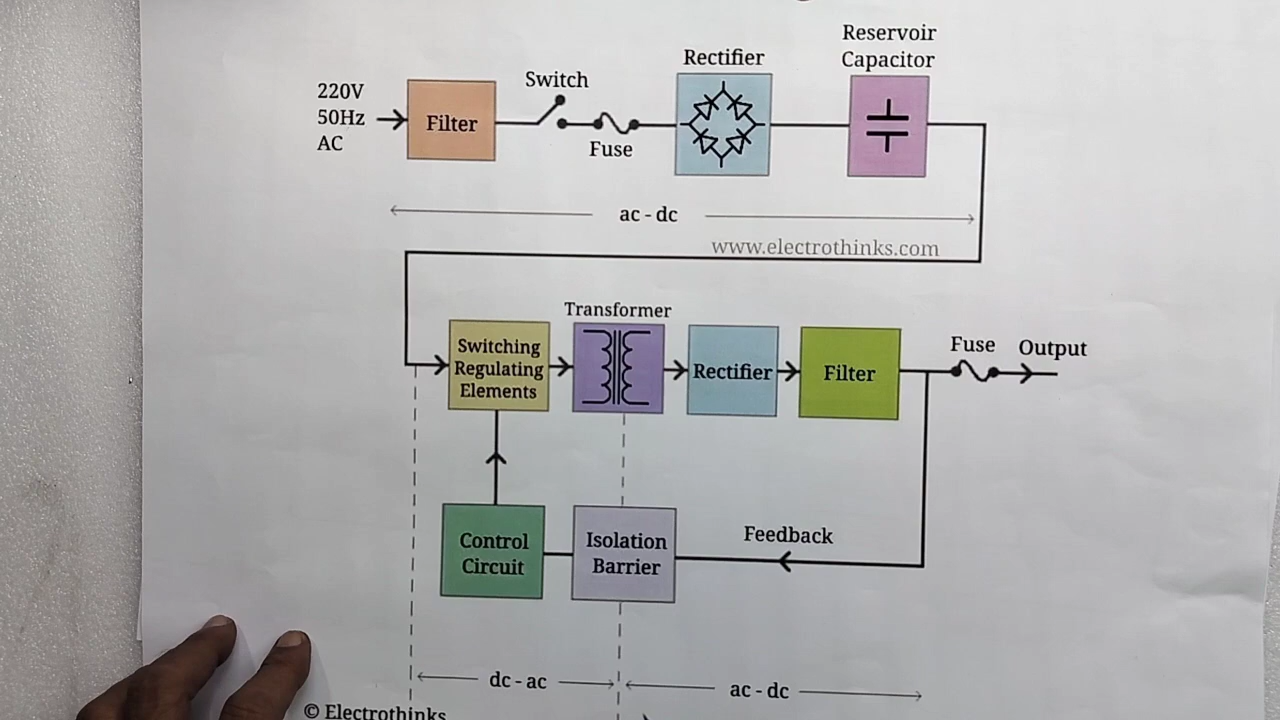 Reservoir
Capacitor
Rectifier
Switch
220V
50Hz
AC
Filter
Fuse
ac - dc
www.electrothinks.com
Transformer
Switching
Regulating
Elements
Rectifier
Filter
Fuse
Output
Control
Circuit
Isolation
Barrier
Feedback
dc - ac
ac - dc
© Electrothinks